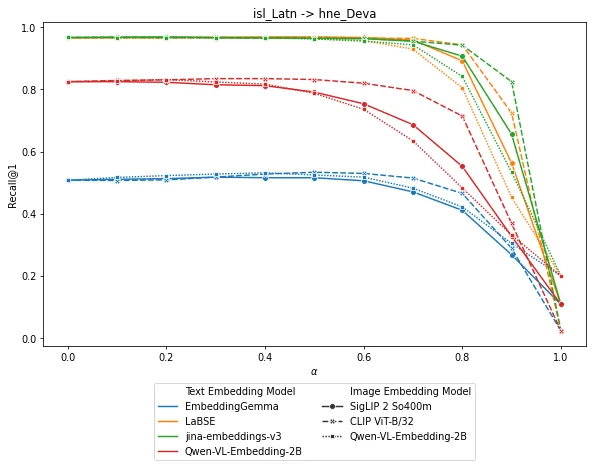 isl_Latn -> hne_Deva
1.0
0.8
0.6
0.4
0.2
0.0
Recall@1
0.0 0.2 0.4 0.6 0.8 1.0
α
Text Embedding Model Image Embedding Model
EmbeddingGemma SigLIP 2 So400m
LaBSE CLIP ViT-B/32
jina-embeddings-v3 Qwen-VL-Embedding-2B
Qwen-VL-Embedding-2B